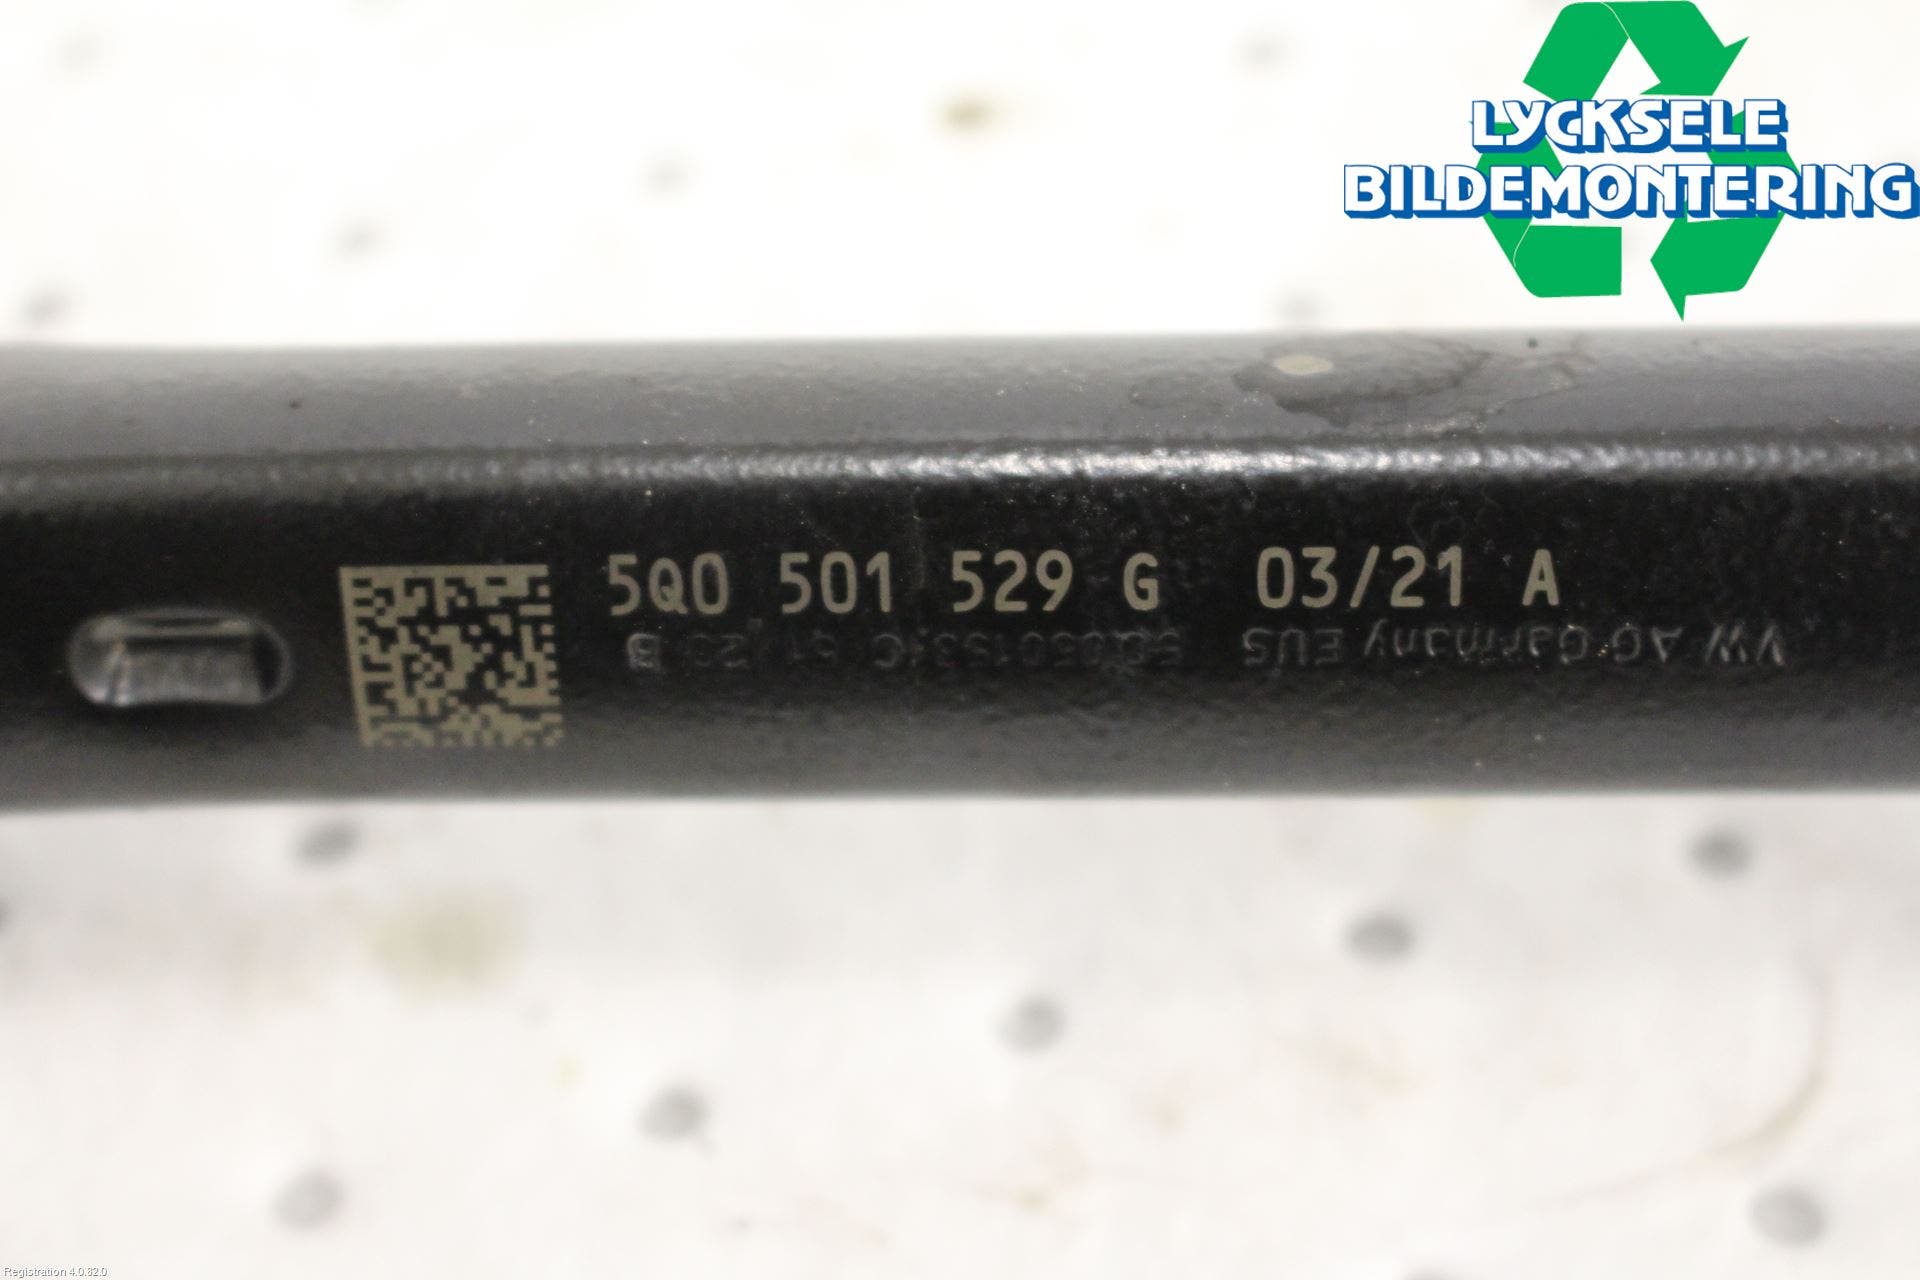 LYCKSELE
BILDEMONTERING
5Q0 501 529 G 03/21 A
VW AG Germany EUS
Registration 4.0.82.0